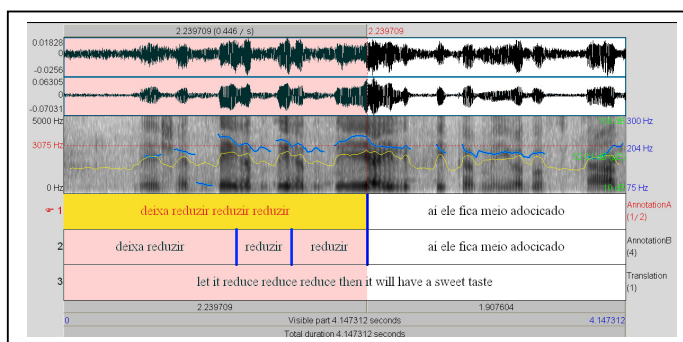 2.239709 (0.446 / s) 2.239709
0.01828
0
-0.0256
0.06305
0
-0.07031
5000 Hz 300 Hz
3075 Hz 204 Hz
0 Hz 75 Hz
1 deixa reduzir reduzir reduzir ai ele fica meio adocicado AnnotationA
(1/2)
2 deixa reduzir reduzir reduzir ai ele fica meio adocicado AnnotationB
(4)
3 let it reduce reduce reduce then it will have a sweet taste Translation
(1)
2.239709 1.907604
0 Visible part 4.147312 seconds 4.147312
Total duration 4.147312 seconds